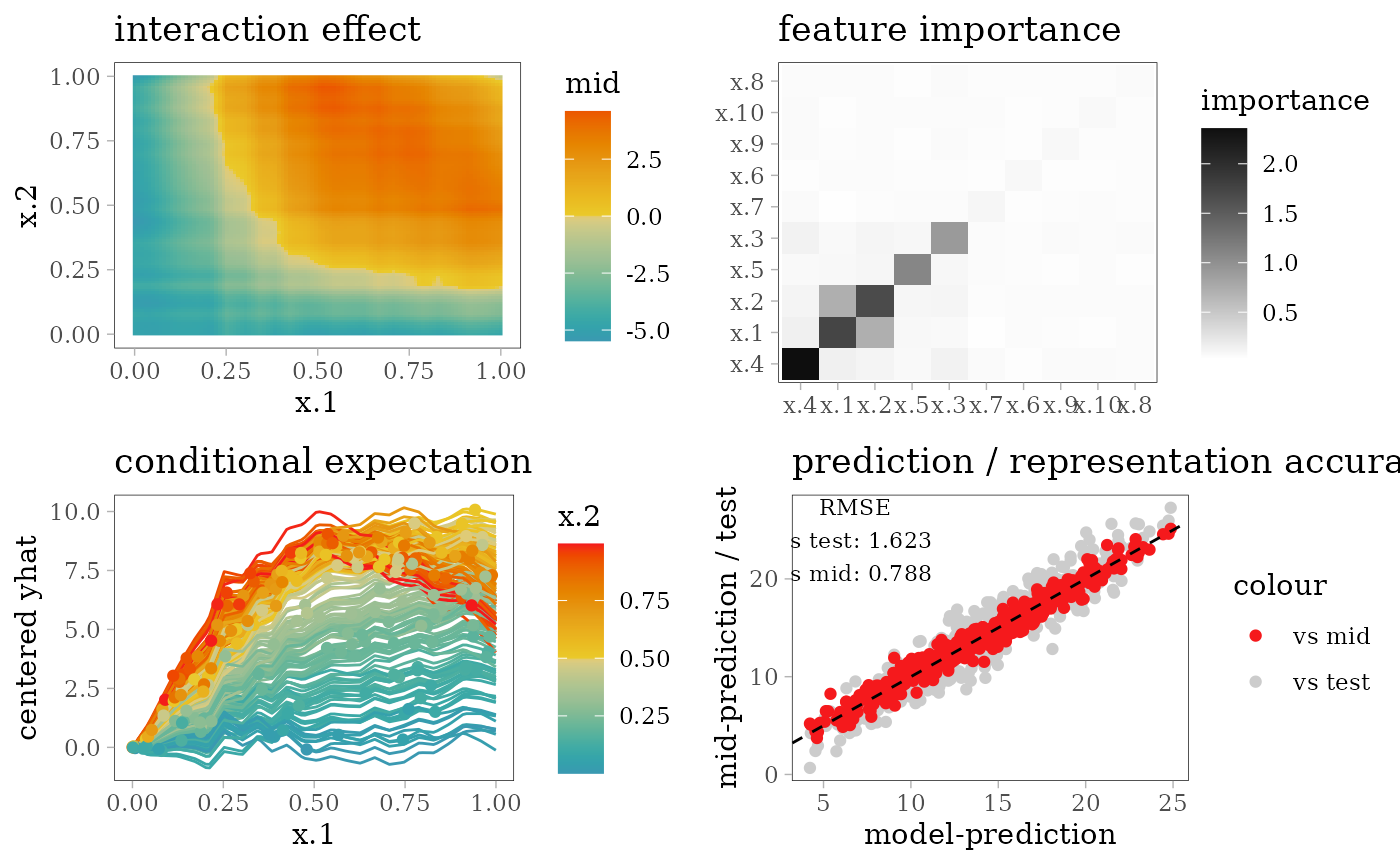 interaction effect
x.2
1.00
0.75
0.50
0.25
0.00
0.00 0.25 0.50 0.75 1.00
x.1
mid
2.5
0.0
-2.5
-5.0
feature importance
x.8
x.10
x.9
x.6
x.7
x.3
x.5
x.2
x.1
x.4
x.4 x.1 x.2 x.5 x.3 x.7 x.6 x.9 x.10 x.8
importance
2.0
1.5
1.0
0.5
conditional expectation
centered yhat
10.0
7.5
5.0
2.5
0.0
0.00 0.25 0.50 0.75 1.00
x.1
x.2
0.75
0.50
0.25
prediction / representation accura
mid-prediction / test
20
10
0
RMSE
s test: 1.623
s mid: 0.788
5 10 15 20 25
model-prediction
colour
vs mid
vs test